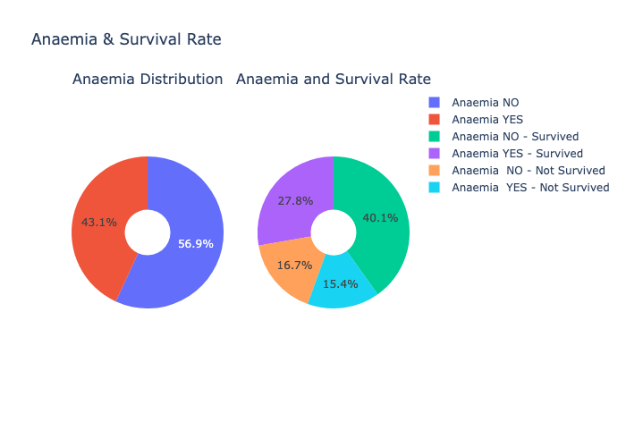 Anaemia & Survival Rate
Anaemia Distribution
Anaemia and Survival Rate
Anaemia NO
Anaemia YES
Anaemia NO - Survived
Anaemia YES - Survived
Anaemia  NO - Not Survived
Anaemia  YES - Not Survived
43.1%
56.9%
27.8%
40.1%
16.7%
15.4%